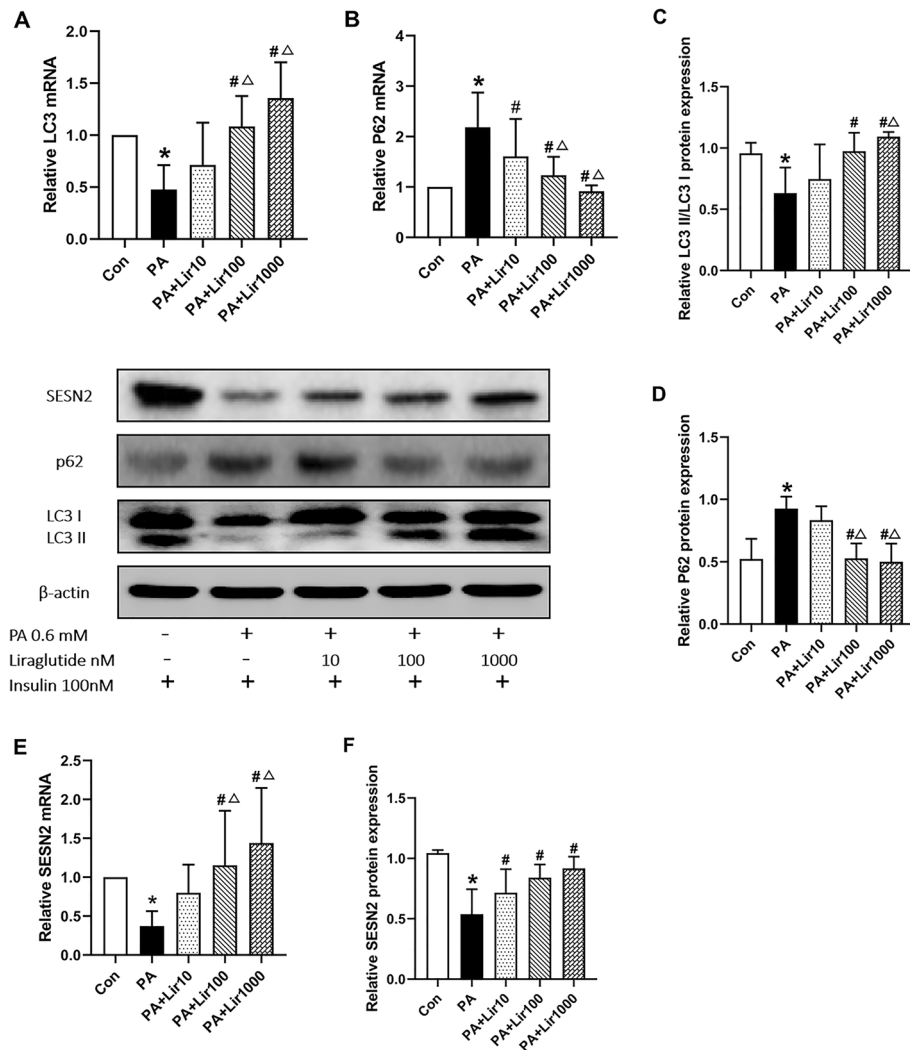 A
Relative LC3 mRNA
2.0
1.5
1.0
0.5
0.0
*
#△
#△
Con
PA
PA+Lir10
PA+Lir100
PA+Lir1000
B
Relative P62 mRNA
4
3
2
1
0
*
#
#△
#△
Con
PA
PA+Lir10
PA+Lir100
PA+Lir1000
C
Relative LC3 II/LC3 I protein expression
1.5
1.0
0.5
0.0
*
#
#△
Con
PA
PA+Lir10
PA+Lir100
PA+Lir1000
SESN2
p62
LC3 I
LC3 II
β-actin
PA 0.6 mM – + + + +
Liraglutide nM – – 10 100 1000
Insulin 100nM + + + + +
D
Relative P62 protein expression
1.5
1.0
0.5
0.0
*
#△
#△
Con
PA
PA+Lir10
PA+Lir100
PA+Lir1000
E
Relative SESN2 mRNA
2.5
2.0
1.5
1.0
0.5
0.0
*
#△
#△
Con
PA
PA+Lir10
PA+Lir100
PA+Lir1000
F
Relative SESN2 protein expression
1.5
1.0
0.5
0.0
*
#
#
#
Con
PA
PA+Lir10
PA+Lir100
PA+Lir1000